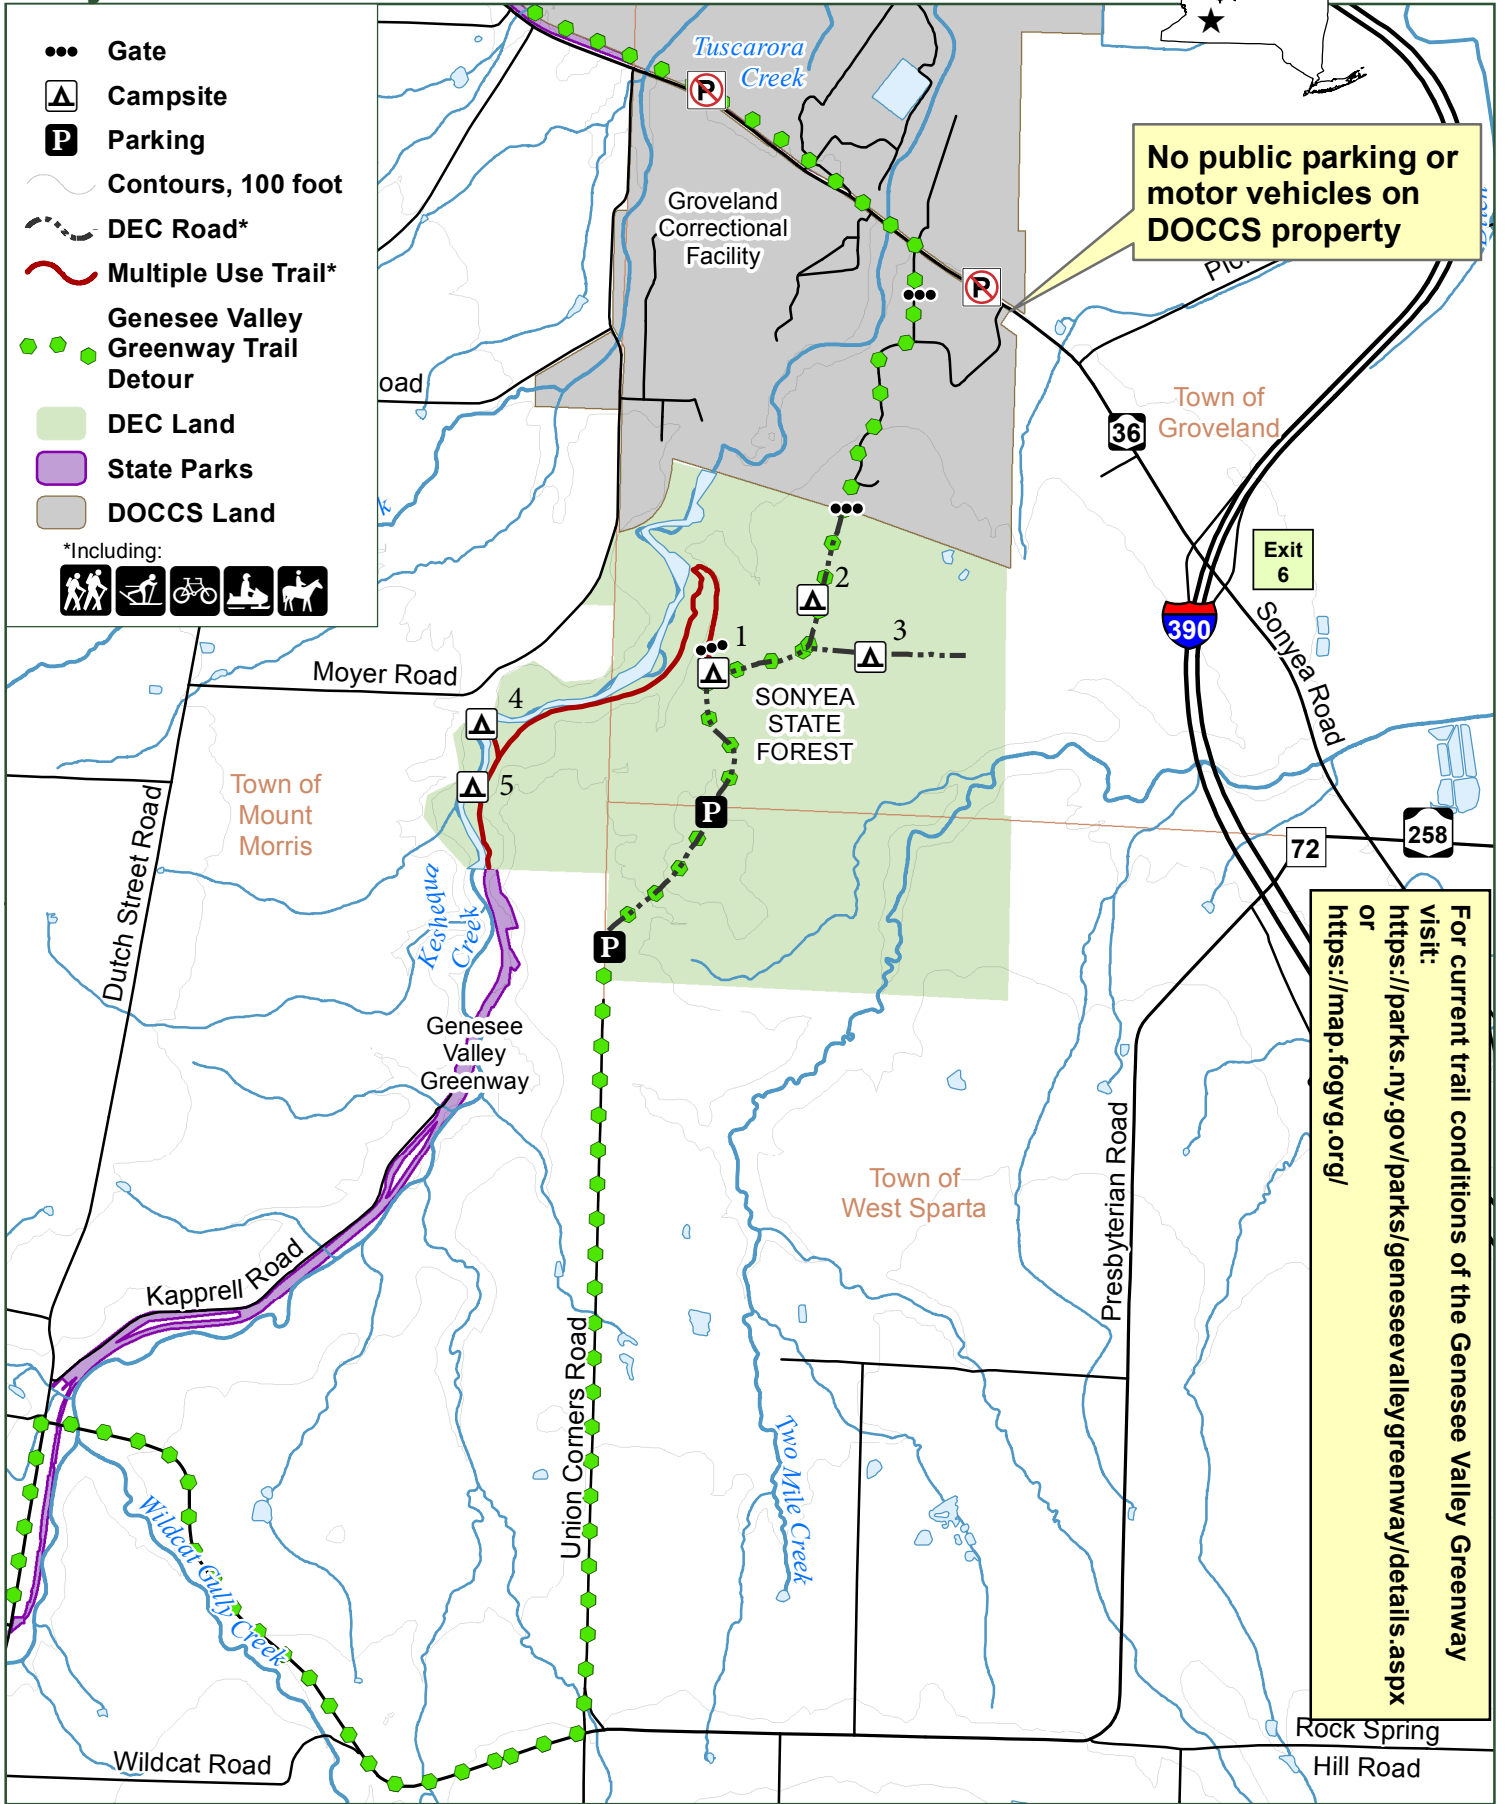 Gate
Campsite
P
Parking
Contours, 100 foot
DEC Road*
Multiple Use Trail*
Genesee Valley
Greenway Trail
Detour
DEC Land
State Parks
DOCCS Land
*Including:
Tuscarora
Creek
P
Groveland
Correctional
Facility
P
No public parking or
motor vehicles on
DOCCS property
oad
36
Town of
Groveland
Exit
6
390
Sonyea Road
2
1
3
Moyer Road
4
5
SONYEA
STATE
FOREST
P
Town of
Mount
Morris
Dutch Street Road
72
258
Keshequa
Creek
P
Genesee
Valley
Greenway
For current trail conditions of the Genesee Valley Greenway
visit:
https://parks.ny.gov/parks/geneseevalleygreenway/details.aspx
or
https://map.fogvg.org/
Town of
West Sparta
Presbyterian Road
Kapprell Road
Union Corners Road
Two Mile Creek
Wildcat Gully Creek
Wildcat Road
Rock Spring
Hill Road